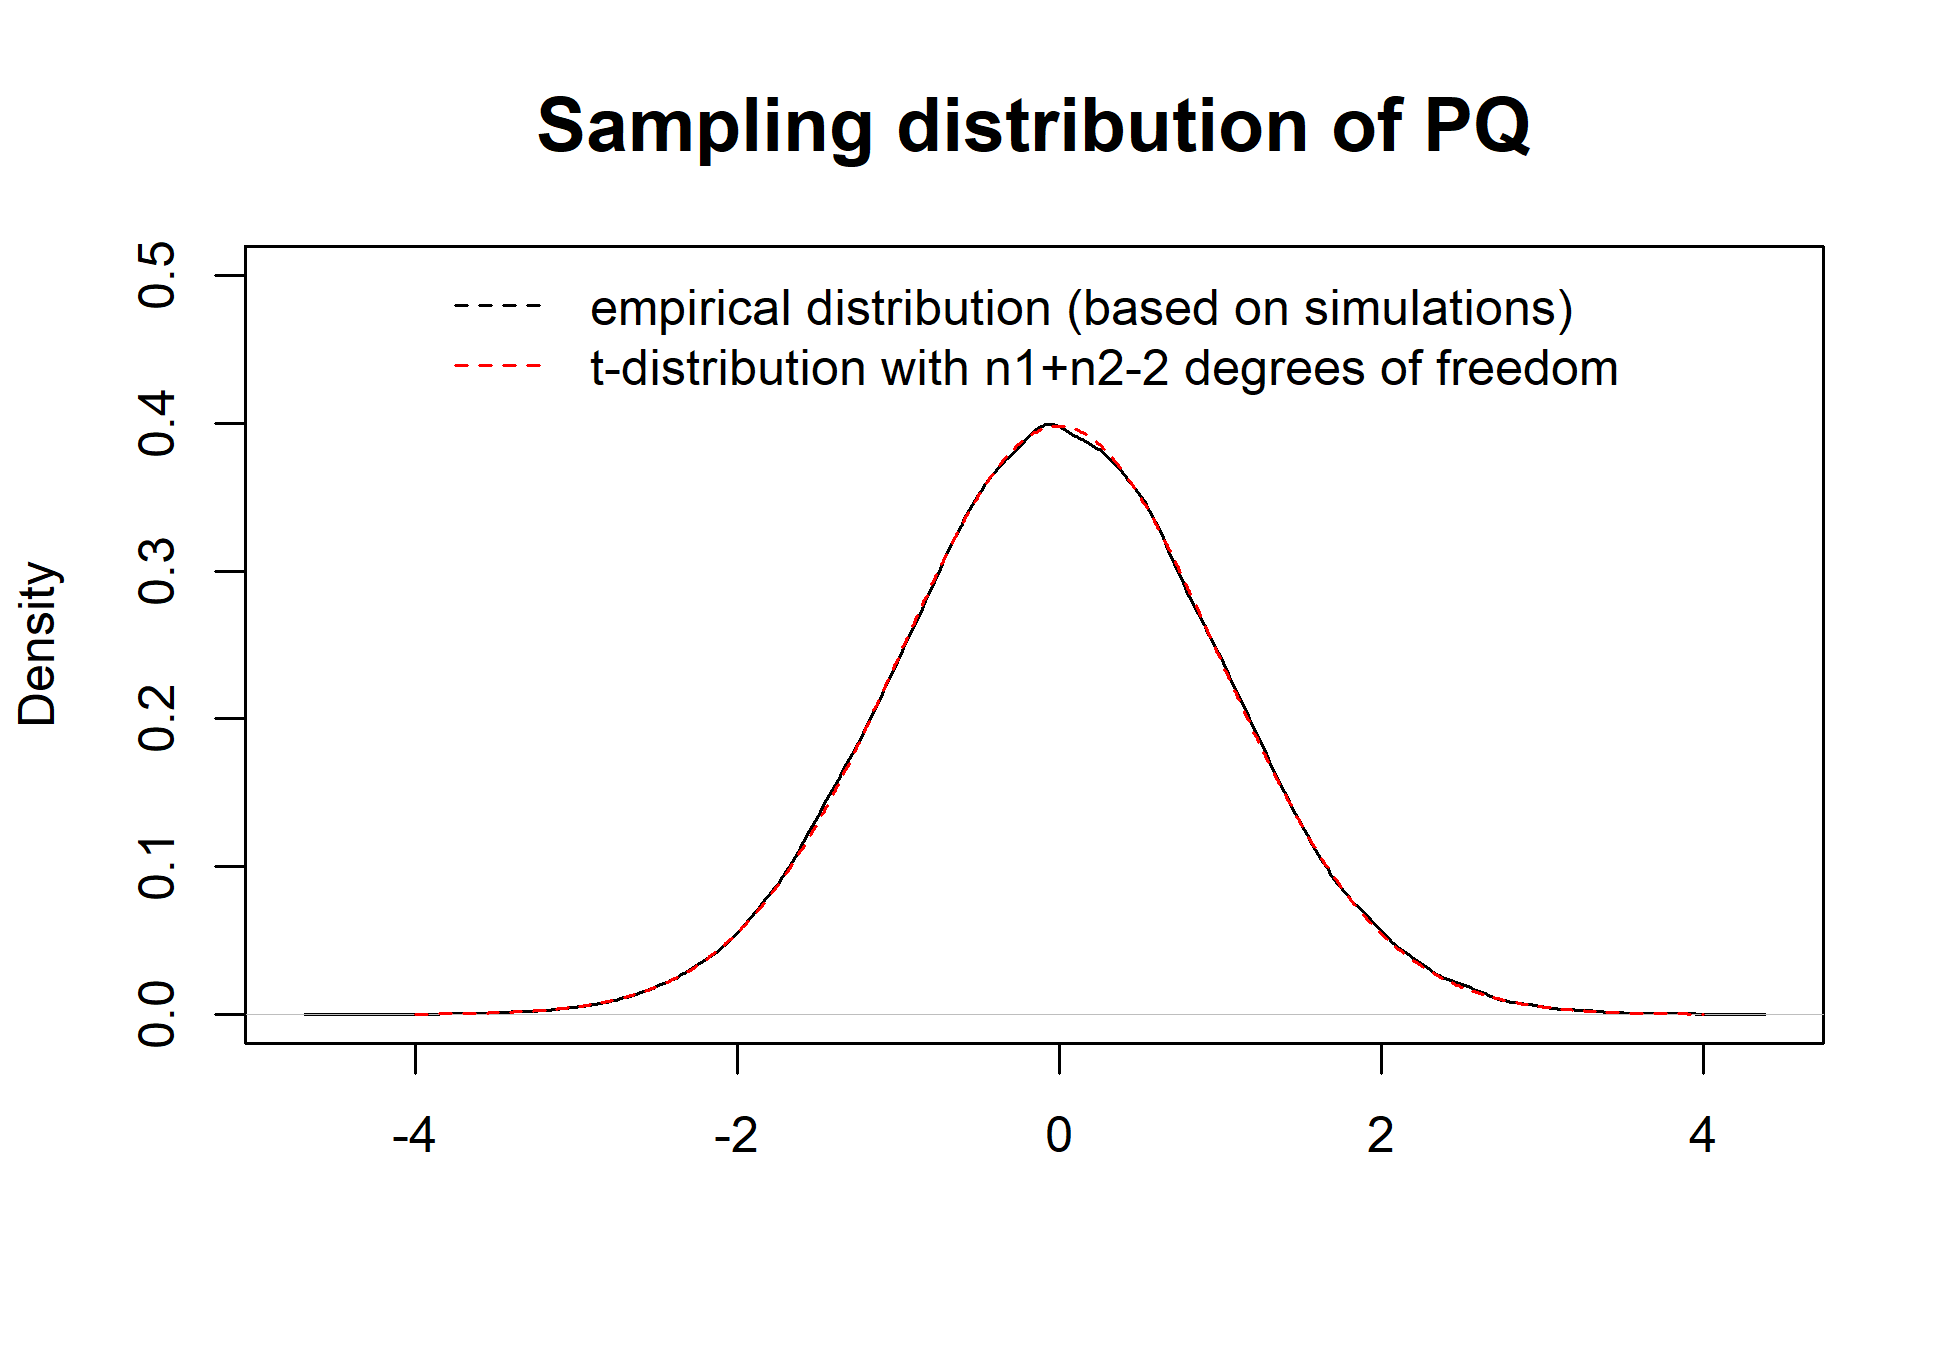 Sampling distribution of PQ
empirical distribution (based on simulations)
t-distribution with n1+n2-2 degrees of freedom
Density
0.5
0.4
0.3
0.2
0.1
0.0
-4
-2
0
2
4